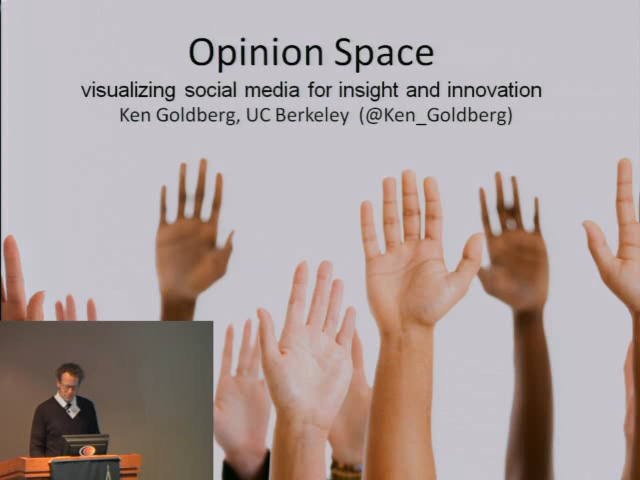 Opinion Space
visualizing social media for insight and innovation
Ken Goldberg, UC Berkeley (@Ken_Goldberg)